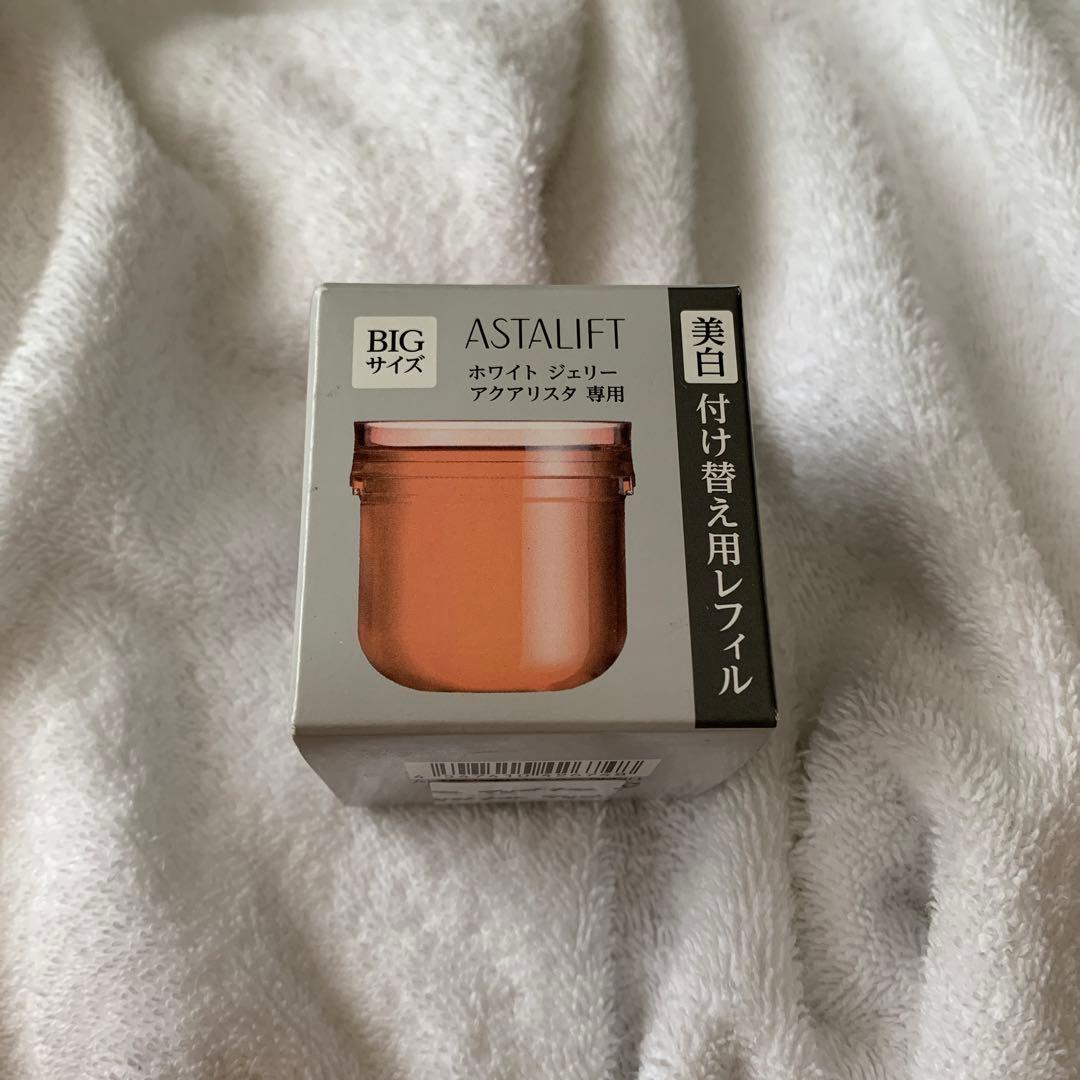 BIG
サイズ
ASTALIFT
ホワイト ジェリー
アクアリスタ 専用
美白
付け替え用レフィル